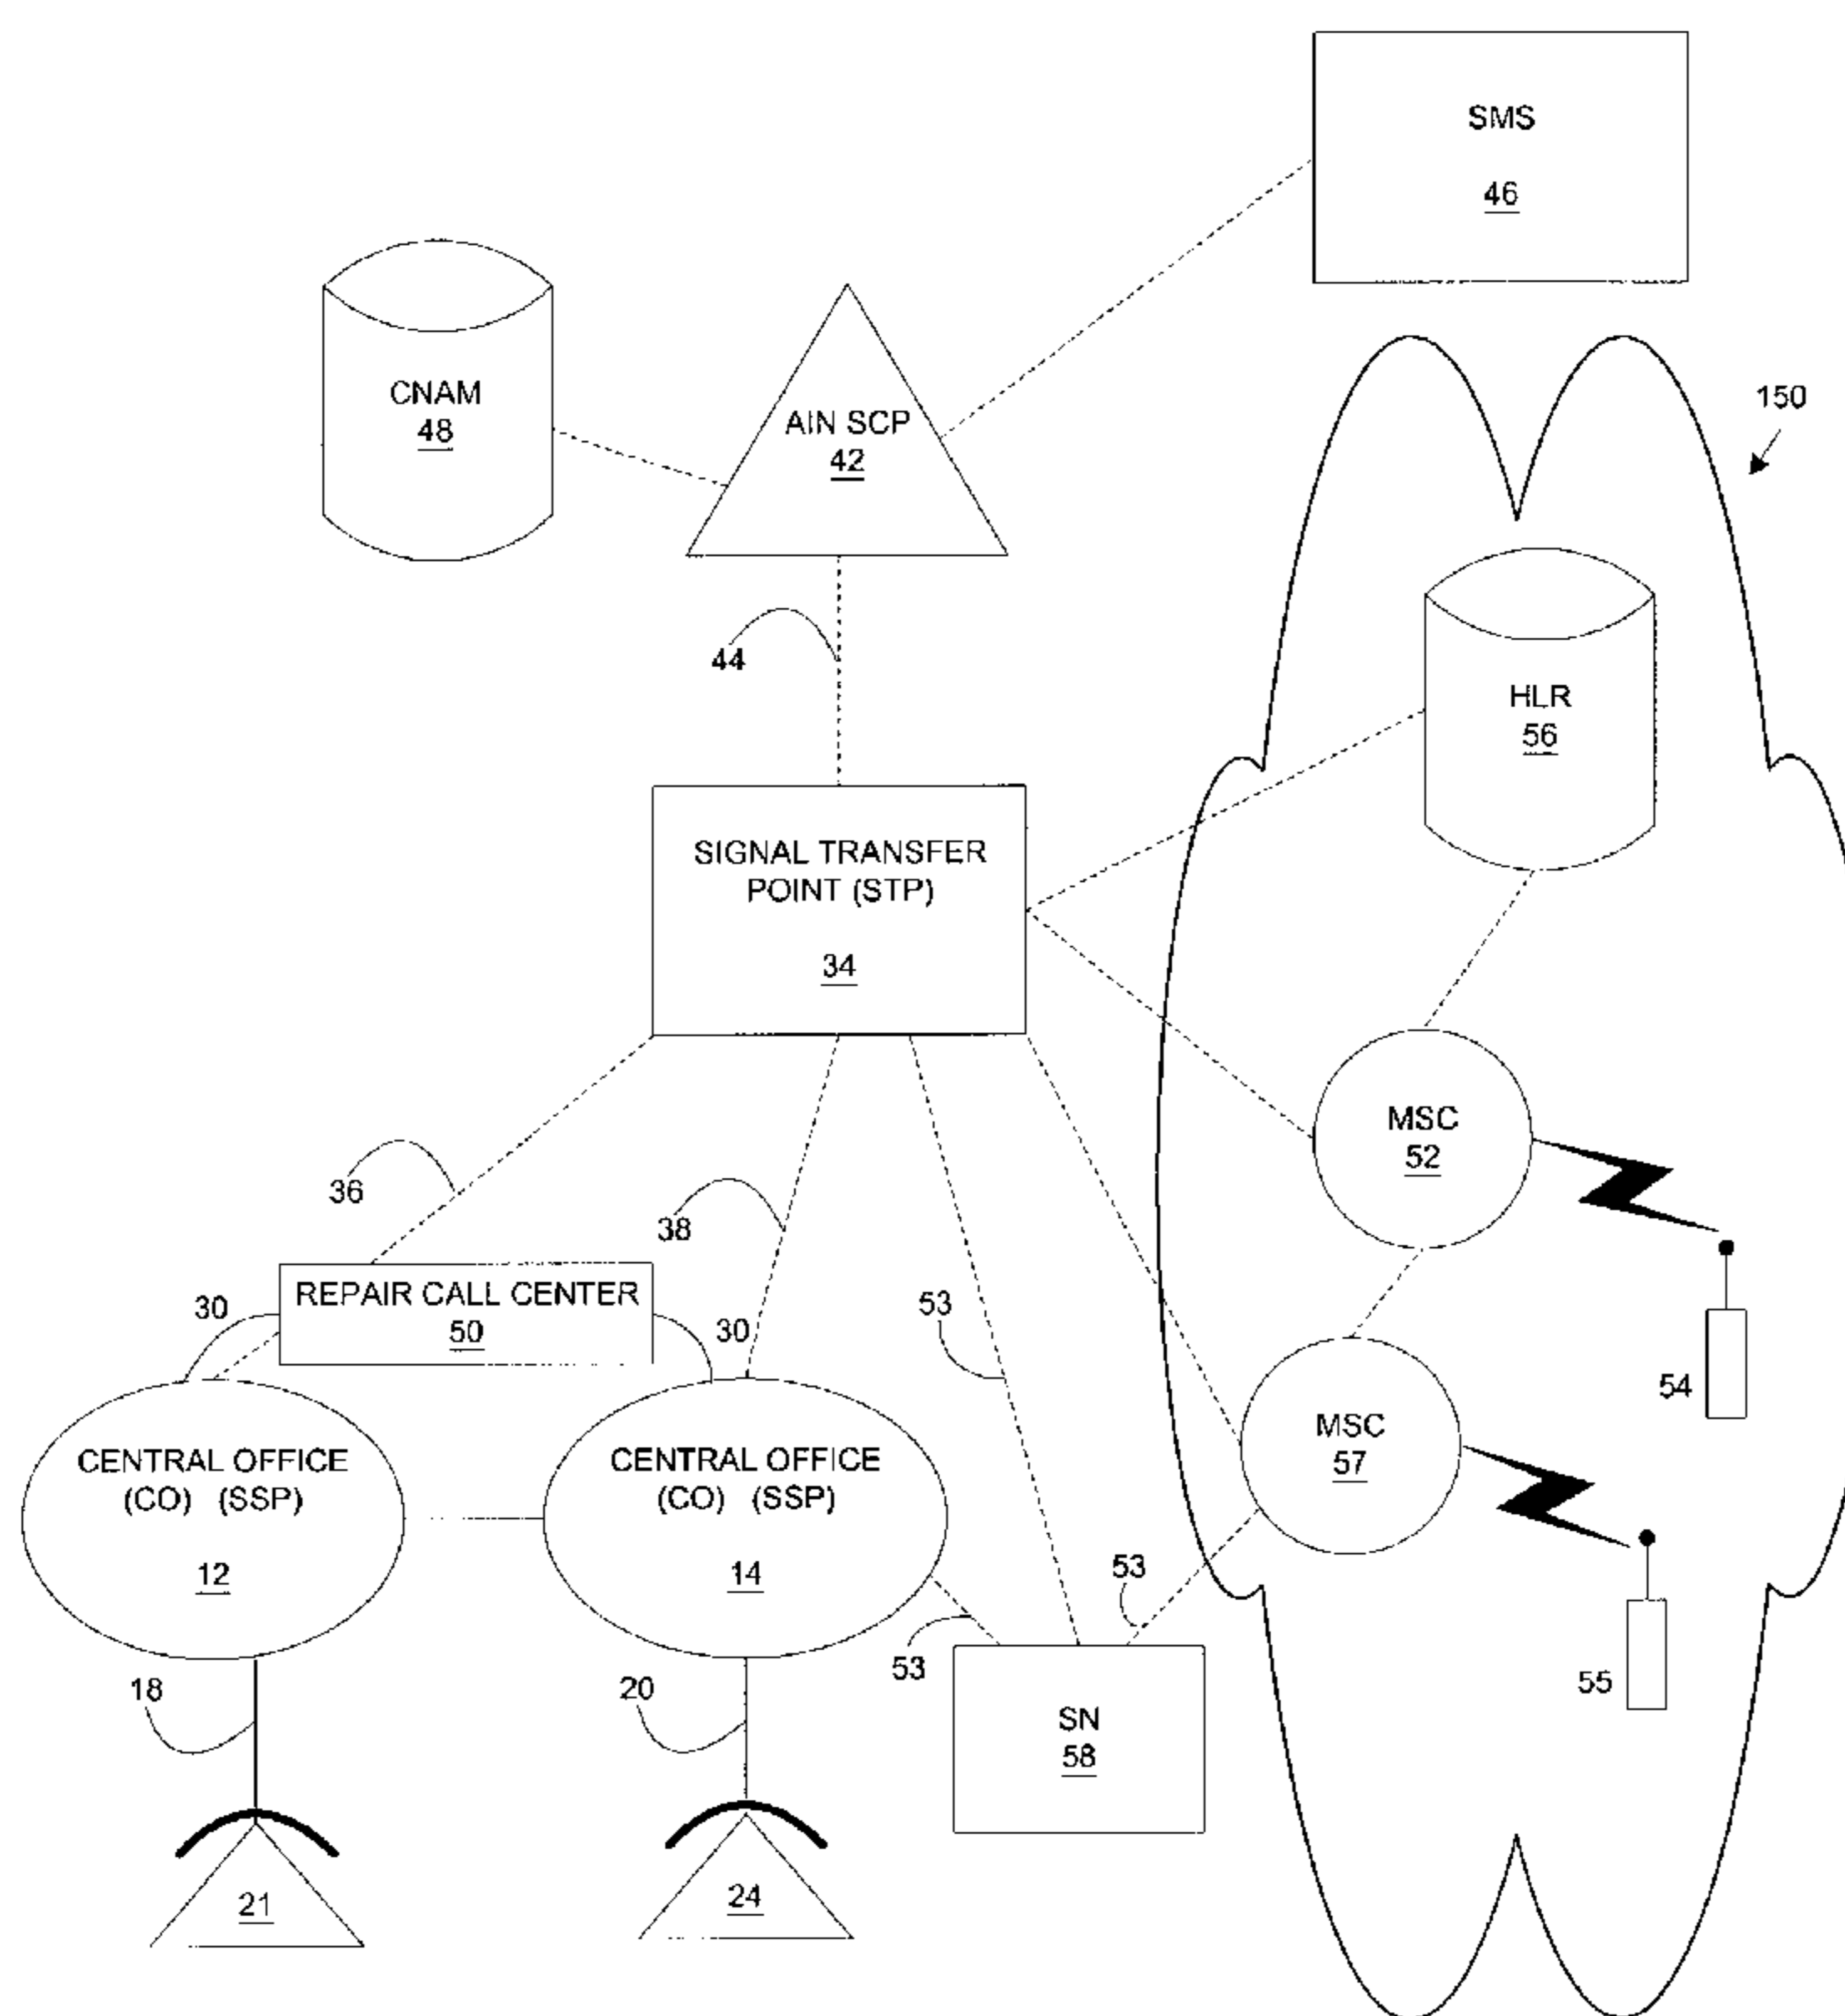 SMS
46
CNAM
48
AIN SCP
42
150
44
HLR
56
SIGNAL TRANSFER
POINT (STP)
34
MSC
52
36
38
30
REPAIR CALL CENTER
50
30
53
54
CENTRAL OFFICE
(CO) (SSP)
12
CENTRAL OFFICE
(CO) (SSP)
14
MSC
57
53
53
55
18
20
SN
58
21
24